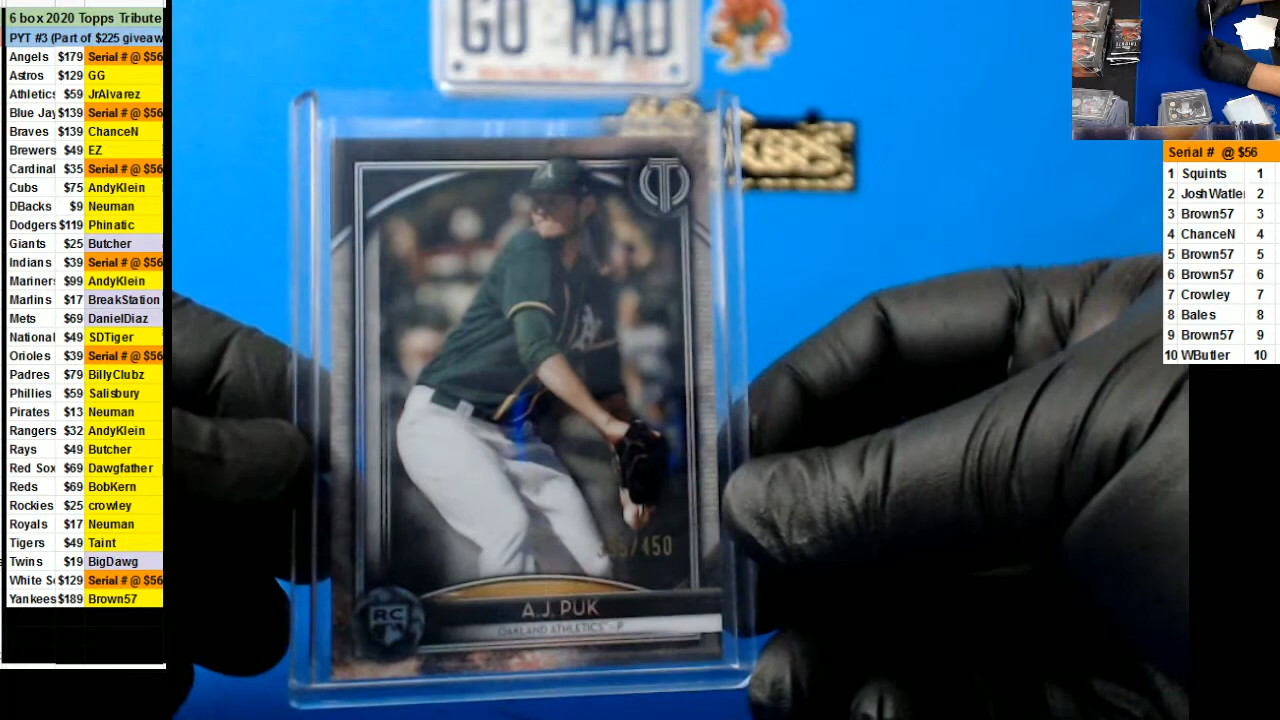 6 box 2020 Topps Tribute
PYT #3 (Part of $225 giveaw
Angels $179 Serial # @ $56
Astros $129 GG
Athletics $59 JrAlvarez
Blue Jay $139 Serial # @ $56
Braves $139 ChanceN
Brewers $49 EZ
Cardinal $35 Serial # @ $56
Cubs $75 AndyKlein
DBacks $9 Neuman
Dodgers $119 Phinatic
Giants $25 Butcher
Indians $39 Serial # @ $56
Mariners $99 AndyKlein
Marlins $17 BreakStation
Mets $69 DanielDiaz
National $49 SDTiger
Orioles $39 Serial # @ $56
Padres $79 BillyClubz
Phillies $59 Salisbury
Pirates $13 Neuman
Rangers $32 AndyKlein
Rays $49 Butcher
Red Sox $69 Dawgfather
Reds $69 BobKern
Rockies $25 crowley
Royals $17 Neuman
Tigers $49 Taint
Twins $19 BigDawg
White S $129 Serial # @ $56
Yankees $189 Brown57
GO MAD
/450
A.J. PUK
OAKLAND ATHLETICS - P
RC
Serial # @ $56
1 Squints 1
2 JoshWatle 2
3 Brown57 3
4 ChanceN 4
5 Brown57 5
6 Brown57 6
7 Crowley 7
8 Bales 8
9 Brown57 9
10 WButler 10